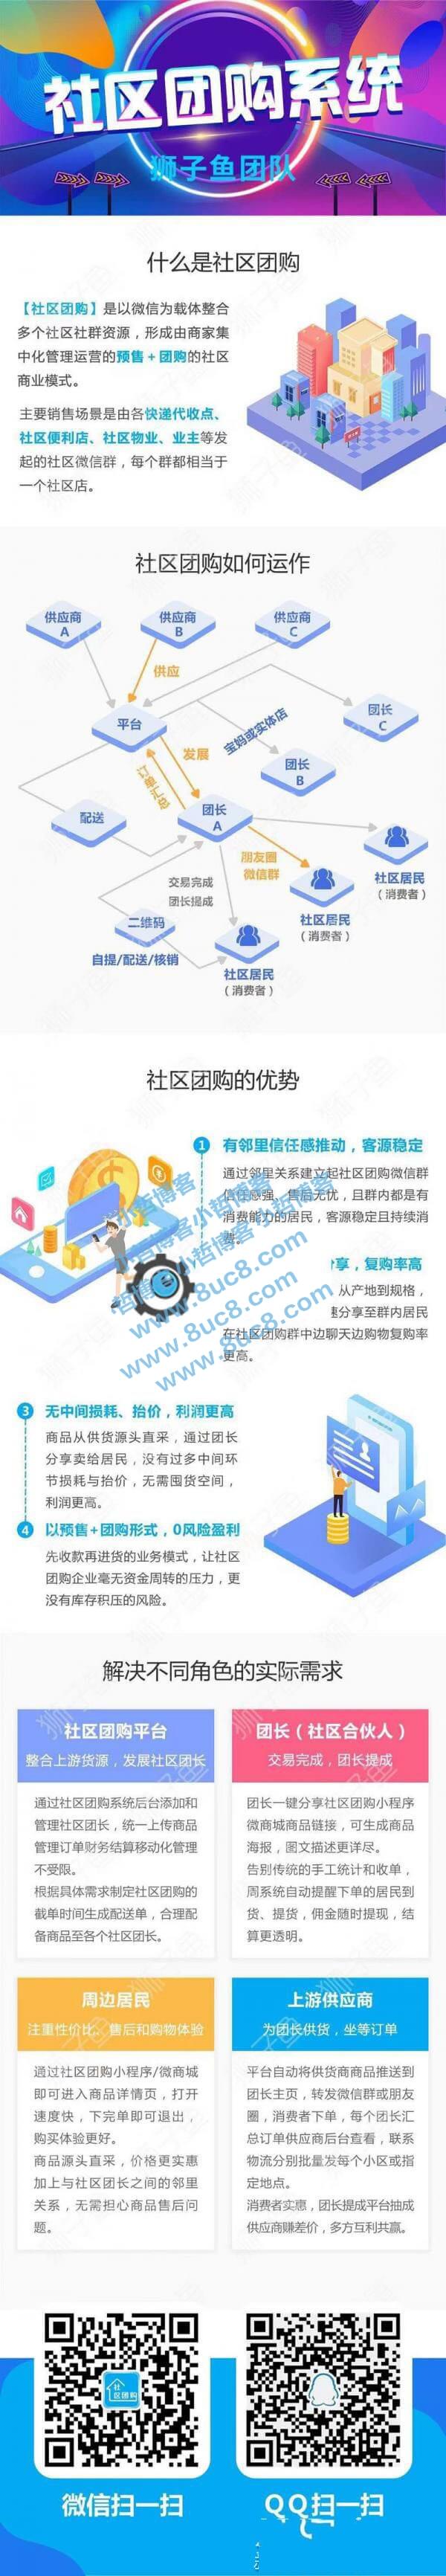 社区团购系统
狮子鱼团队
什么是社区团购
【社区团购】是以微信为载体整合
多个社区社群资源，形成由商家集
中化管理运营的预售+团购的社区
商业模式。
主要销售场景是由各快递代收点、
社区便利店、社区物业、业主等发
起的社区微信群，每个群都相当于
一个社区店。
社区团购如何运作
供应商
A
供应商
B
供应商
C
供应
平台
团长
C
宝妈或实体店
发展
团长
B
订单汇总
配送
团长
A
朋友圈
微信群
社区居民
（消费者）
交易完成
团长提成
二维码
社区居民
（消费者）
自提/配送/核销
社区居民
（消费者）
社区团购的优势
1 有邻里信任感推动，客源稳定
通过邻里关系建立起社区团购微信群
信任感强、售后无忧，且群内都是有
消费能力的居民，客源稳定且持续消
费。
小哲博客
www.8uc8.com
www.8uc8.com
www.8uc8.com
享，复购率高
从产地到规格，
分享至群内居民
在社区团购群中边聊天边购物复购率
更高。
3 无中间损耗、抬价，利润更高
商品从供货源头直采，通过团长
分享卖给居民，没有过多中间环
节损耗与抬价，无需囤货空间，
利润更高。
4 以预售+团购形式，0风险盈利
先收款再进货的业务模式，让社区
团购企业毫无资金周转的压力，更
没有库存积压的风险。
解决不同角色的实际需求
社区团购平台
整合上游货源，发展社区团长
通过社区团购系统后台添加和
管理社区团长，统一上传商品
管理订单财务结算移动化管理
不受限。
根据具体需求制定社区团购的
截单时间生成配送单，合理配
备商品至各个社区团长。
团长（社区合伙人）
交易完成，团长提成
团长一键分享社区团购小程序
微商城商品链接，可生成商品
海报，图文描述更详尽。
告别传统的手工统计和收单，
周系统自动提醒下单的居民到
货、提货，佣金随时提现，结
算更透明。
周边居民
注重性价比、售后和购物体验
通过社区团购小程序/微商城
即可进入商品详情页，打开
速度快，下完单即可退出，
购买体验更好。
商品源头直采，价格更实惠
加上与社区团长之间的邻里
关系，无需担心商品售后问
题。
上游供应商
为团长供货，坐等订单
平台自动将供货商商品推送到
团长主页，转发微信群或朋友
圈，消费者下单，每个团长汇
总订单供应商后台查看，联系
物流分别批量发每个小区或指
定地点。
消费者实惠，团长提成平台抽成
供应商赚差价，多方互利共赢。
社
区团购
微信扫一扫
QQ扫一扫